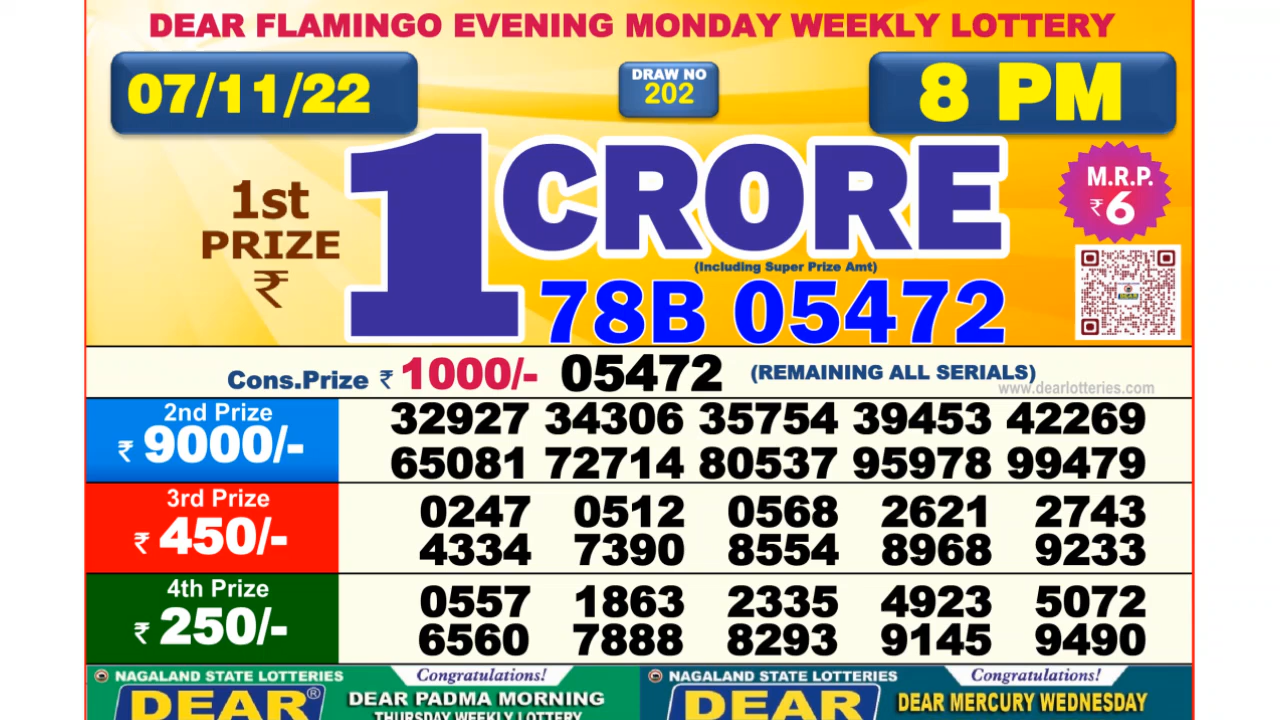 DEAR FLAMINGO EVENING MONDAY WEEKLY LOTTERY
07/11/22
DRAW NO
202
8 PM
1st
PRIZE
₹
1 CRORE
(Including Super Prize Amt)
78B 05472
M.R.P.
₹6
DEAR
Cons.Prize ₹ 1000/- 05472 (REMAINING ALL SERIALS)
www.dearlotteries.com
2nd Prize
₹ 9000/-
32927 34306 35754 39453 42269
65081 72714 80537 95978 99479
3rd Prize
₹ 450/-
0247 0512 0568 2621 2743
4334 7390 8554 8968 9233
4th Prize
₹ 250/-
0557 1863 2335 4923 5072
6560 7888 8293 9145 9490
NAGALAND STATE LOTTERIES
DEAR®
Congratulations!
DEAR PADMA MORNING
THURSDAY WEEKLY LOTTERY
NAGALAND STATE LOTTERIES
DEAR
Congratulations!
DEAR MERCURY WEDNESDAY